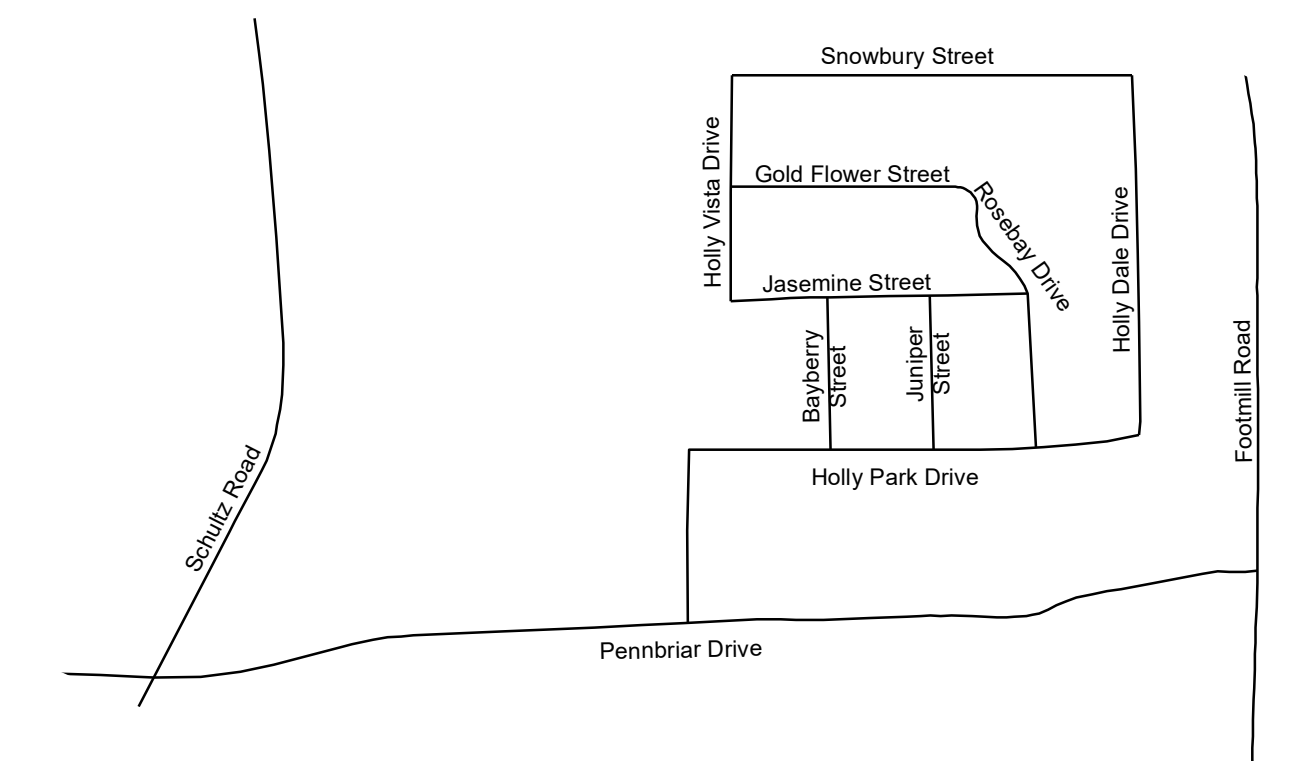 Snowbury Street
Holly Vista Drive
Gold Flower Street
Rosebay Drive
Holly Dale Drive
Jasemine Street
Bayberry
Street
Juniper
Street
Footmill Road
Holly Park Drive
Schultz Road
Pennbriar Drive